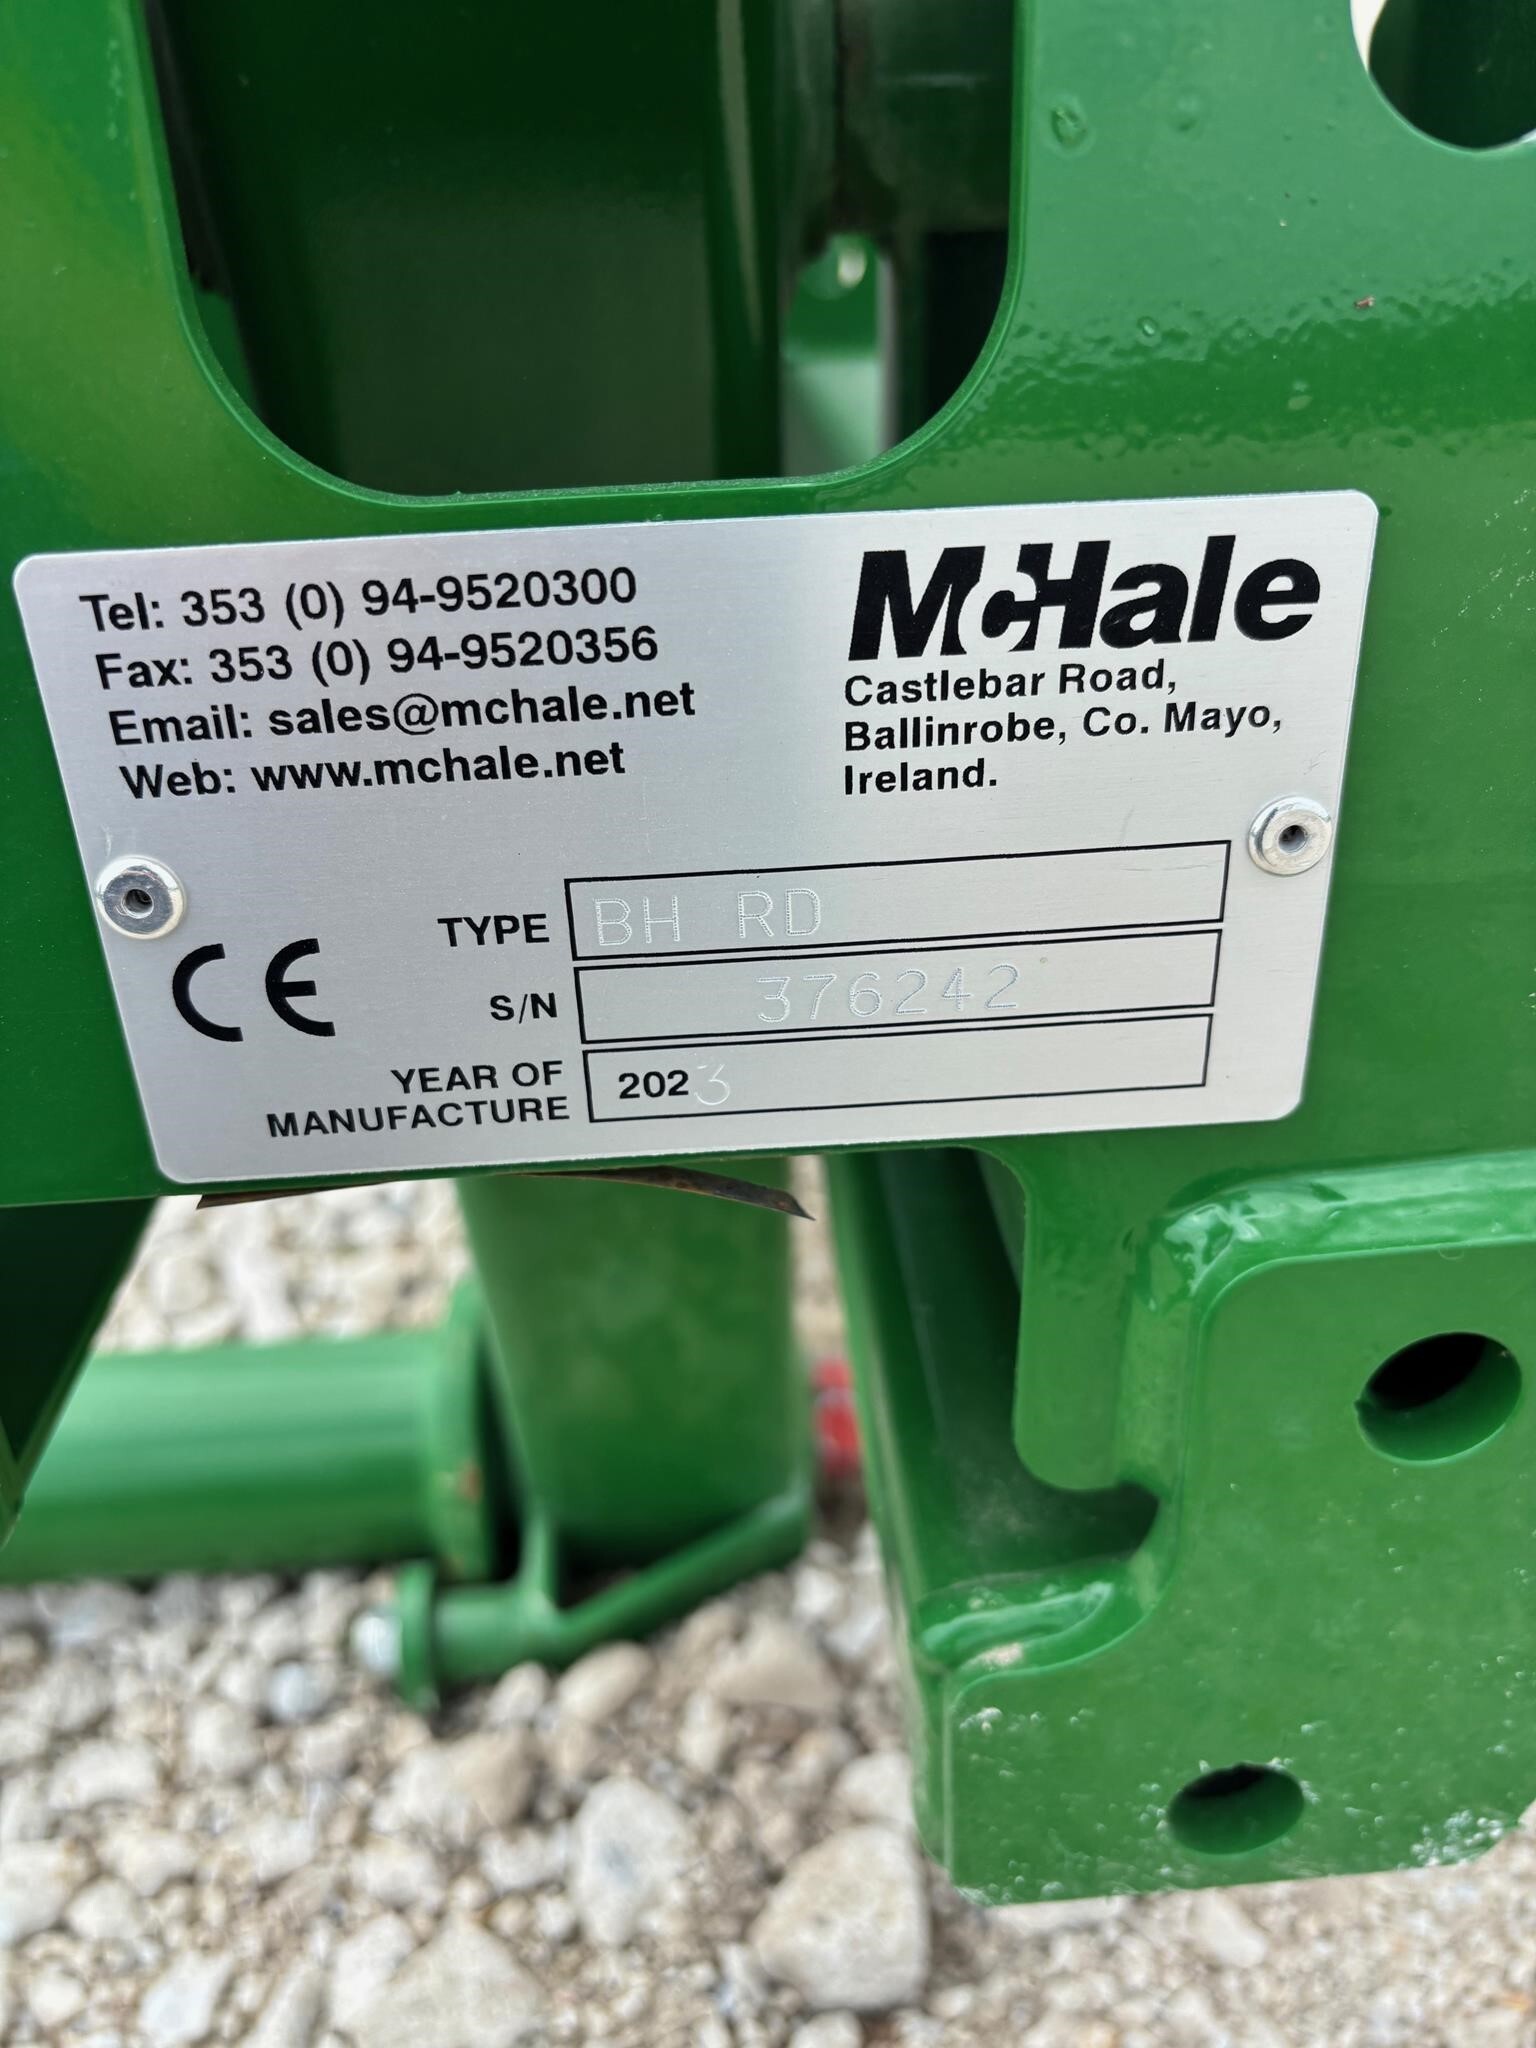 Tel: 353 (0) 94-9520300
Fax: 353 (0) 94-9520356
Email: sales@mchale.net
Web: www.mchale.net
McHale
Castlebar Road,
Ballinrobe, Co. Mayo,
Ireland.
CE
TYPE BH RD
S/N 376242
YEAR OF
MANUFACTURE 2023